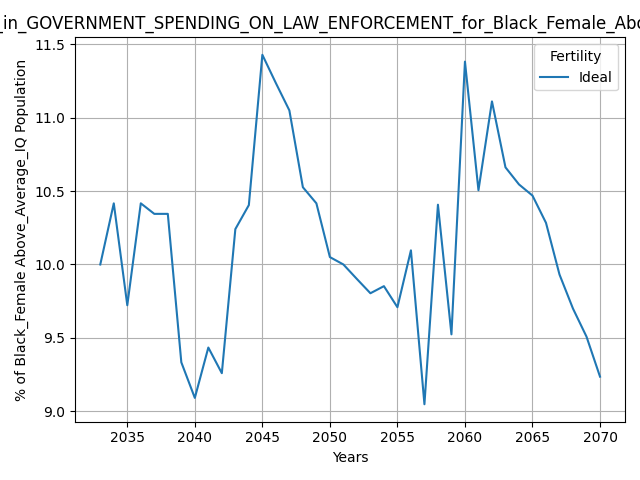 _in_GOVERNMENT_SPENDING_ON_LAW_ENFORCEMENT_for_Black_Female_Abo
Fertility
Ideal
% of Black_Female Above_Average_IQ Population
11.5
11.0
10.5
10.0
9.5
9.0
2035 2040 2045 2050 2055 2060 2065 2070
Years